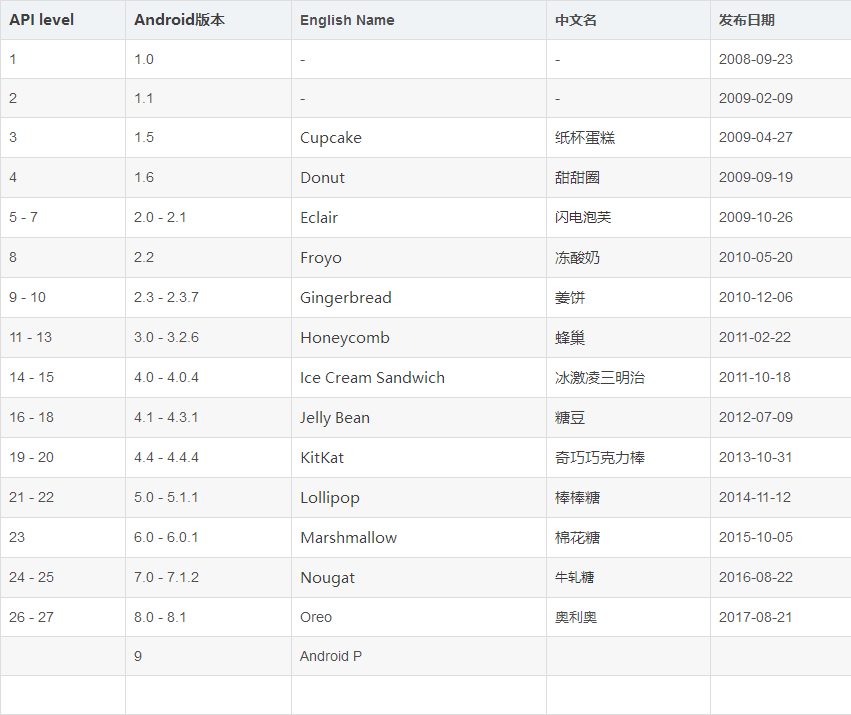 API level Android版本 English Name 中文名 发布日期
1 1.0 - - 2008-09-23
2 1.1 - - 2009-02-09
3 1.5 Cupcake 纸杯蛋糕 2009-04-27
4 1.6 Donut 甜甜圈 2009-09-19
5 - 7 2.0 - 2.1 Eclair 闪电泡芙 2009-10-26
8 2.2 Froyo 冻酸奶 2010-05-20
9 - 10 2.3 - 2.3.7 Gingerbread 姜饼 2010-12-06
11 - 13 3.0 - 3.2.6 Honeycomb 蜂巢 2011-02-22
14 - 15 4.0 - 4.0.4 Ice Cream Sandwich 冰激凌三明治 2011-10-18
16 - 18 4.1 - 4.3.1 Jelly Bean 糖豆 2012-07-09
19 - 20 4.4 - 4.4.4 KitKat 奇巧巧克力棒 2013-10-31
21 - 22 5.0 - 5.1.1 Lollipop 棒棒糖 2014-11-12
23 6.0 - 6.0.1 Marshmallow 棉花糖 2015-10-05
24 - 25 7.0 - 7.1.2 Nougat 牛轧糖 2016-08-22
26 - 27 8.0 - 8.1 Oreo 奥利奥 2017-08-21
9 Android P